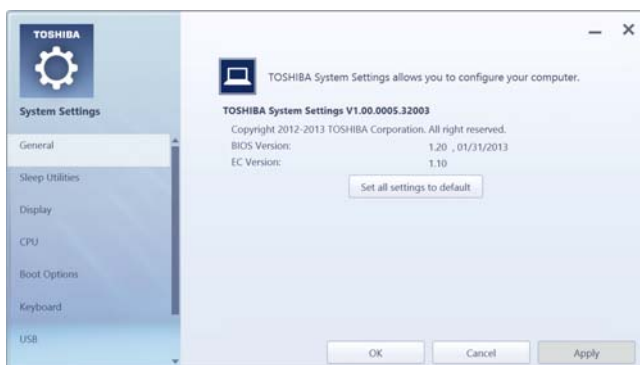 TOSHIBA
System Settings
General
Sleep Utilities
Display
CPU
Boot Options
Keyboard
USB
TOSHIBA System Settings allows you to configure your computer.
TOSHIBA System Settings V1.00.0005.32003
Copyright 2012-2013 TOSHIBA Corporation. All right reserved.
BIOS Version: 1.20 , 01/31/2013
EC Version: 1.10
Set all settings to default
OK Cancel Apply